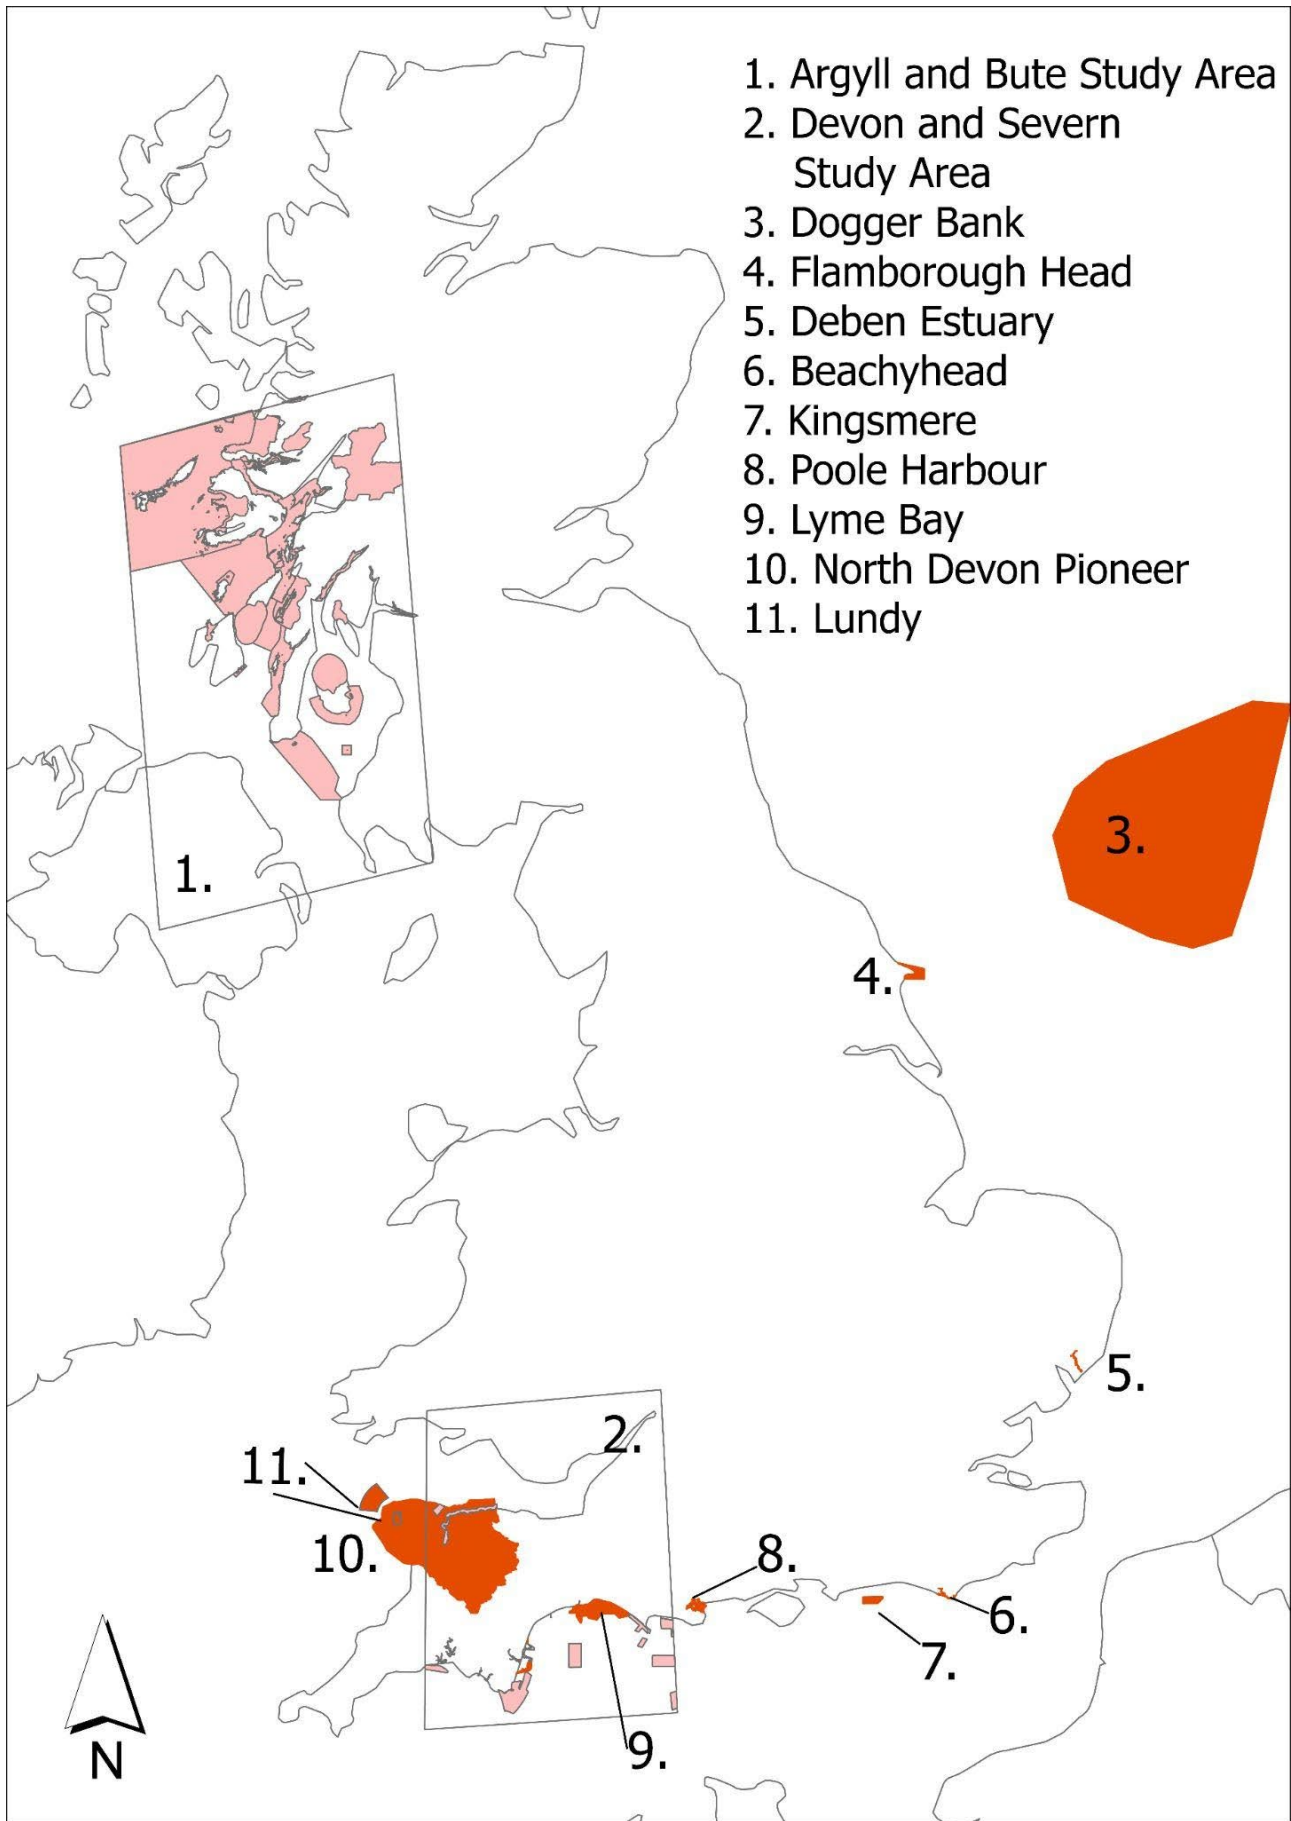 1. Argyll and Bute Study Area
2. Devon and Severn
Study Area
3. Dogger Bank
4. Flamborough Head
5. Deben Estuary
6. Beachyhead
7. Kingsmere
8. Poole Harbour
9. Lyme Bay
10. North Devon Pioneer
11. Lundy
3.
1.
4.
5.
2.
11.
10.
8.
6.
7.
9.
N